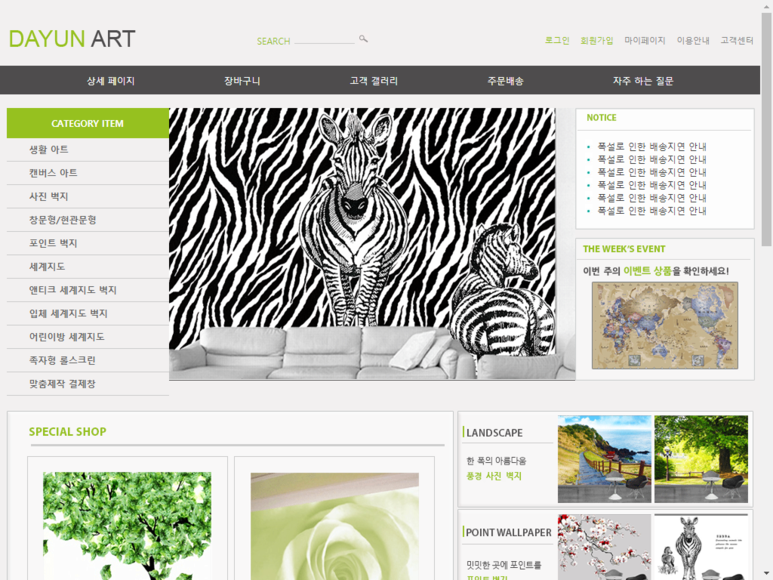 DAYUN ART
SEARCH
로그인 회원가입 마이페이지 이용안내 고객센터
상세 페이지 장바구니 고객 갤러리 주문배송 자주 하는 질문
CATEGORY ITEM
생활 아트
캔버스 아트
사진 벽지
창문형/현관문형
포인트 벽지
세계지도
앤티크 세계지도 벽지
입체 세계지도 벽지
어린이방 세계지도
족자형 롤스크린
맞춤제작 결제창
NOTICE
폭설로 인한 배송지연 안내
폭설로 인한 배송지연 안내
폭설로 인한 배송지연 안내
폭설로 인한 배송지연 안내
폭설로 인한 배송지연 안내
폭설로 인한 배송지연 안내
THE WEEK'S EVENT
이번 주의 이벤트 상품을 확인하세요!
SPECIAL SHOP
LANDSCAPE
한 폭의 아름다움
풍경 사진 벽지
POINT WALLPAPER
밋밋한 곳에 포인트를
포인트 벽지